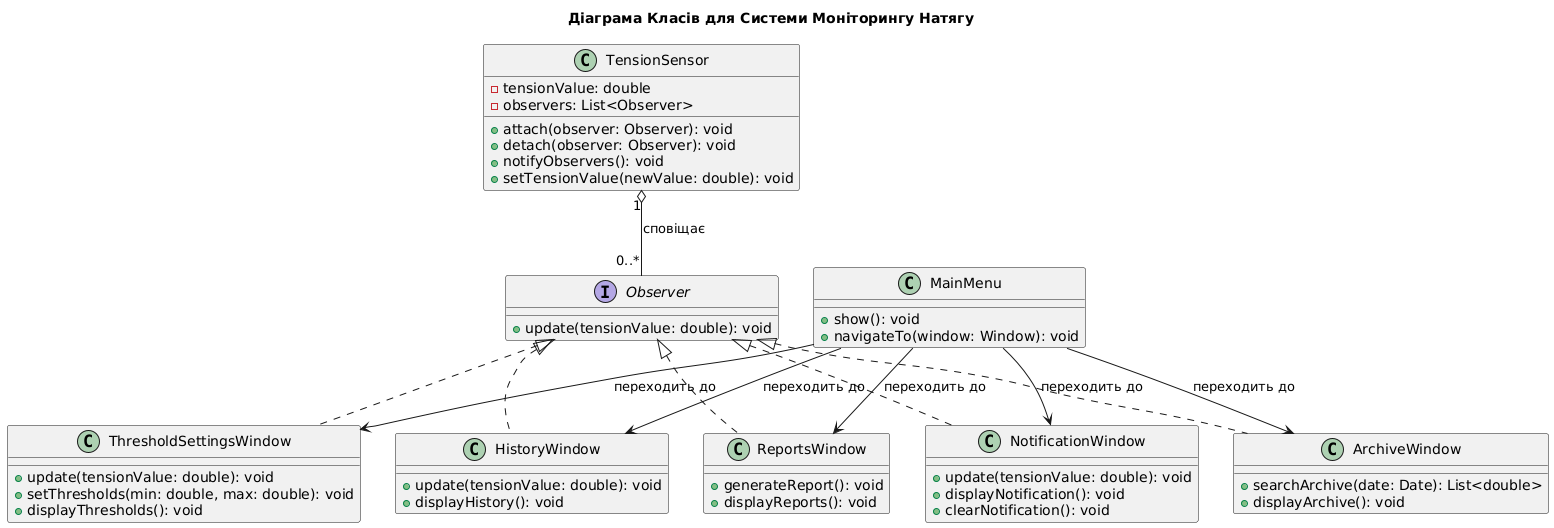 Діаграма Класів для Системи Моніторингу Натягу
C TensionSensor
tensionValue: double
observers: List<Observer>
attach(observer: Observer): void
detach(observer: Observer): void
notifyObservers(): void
setTensionValue(newValue: double): void
1
сповіщає
0..*
I Observer
update(tensionValue: double): void
C MainMenu
show(): void
navigateTo(window: Window): void
переходить до
переходить до
переходить до
переходить до
переходить до
C ThresholdSettingsWindow
update(tensionValue: double): void
setThresholds(min: double, max: double): void
displayThresholds(): void
C HistoryWindow
update(tensionValue: double): void
displayHistory(): void
C ReportsWindow
generateReport(): void
displayReports(): void
C NotificationWindow
update(tensionValue: double): void
displayNotification(): void
clearNotification(): void
C ArchiveWindow
searchArchive(date: Date): List<double>
displayArchive(): void